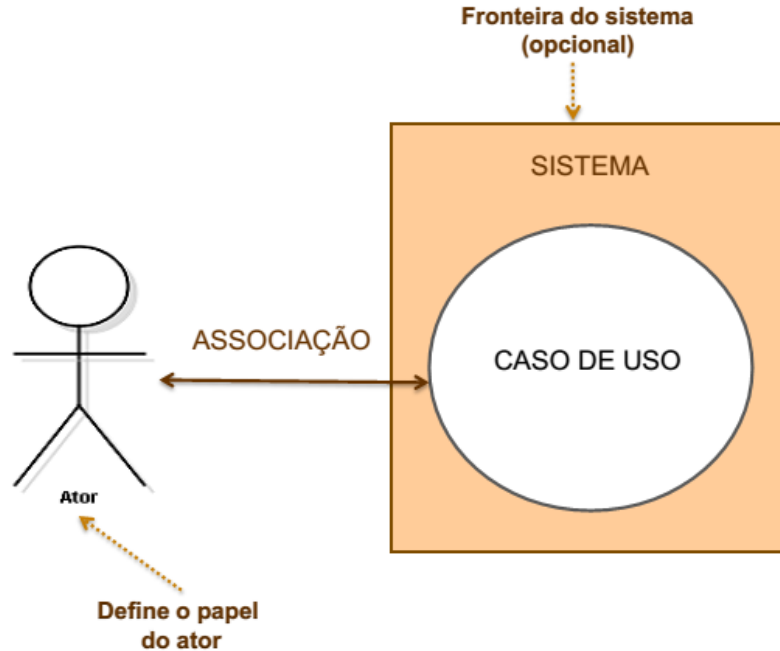 Fronteira do sistema
(opcional)
SISTEMA
ASSOCIAÇÃO
CASO DE USO
Ator
Define o papel
do ator